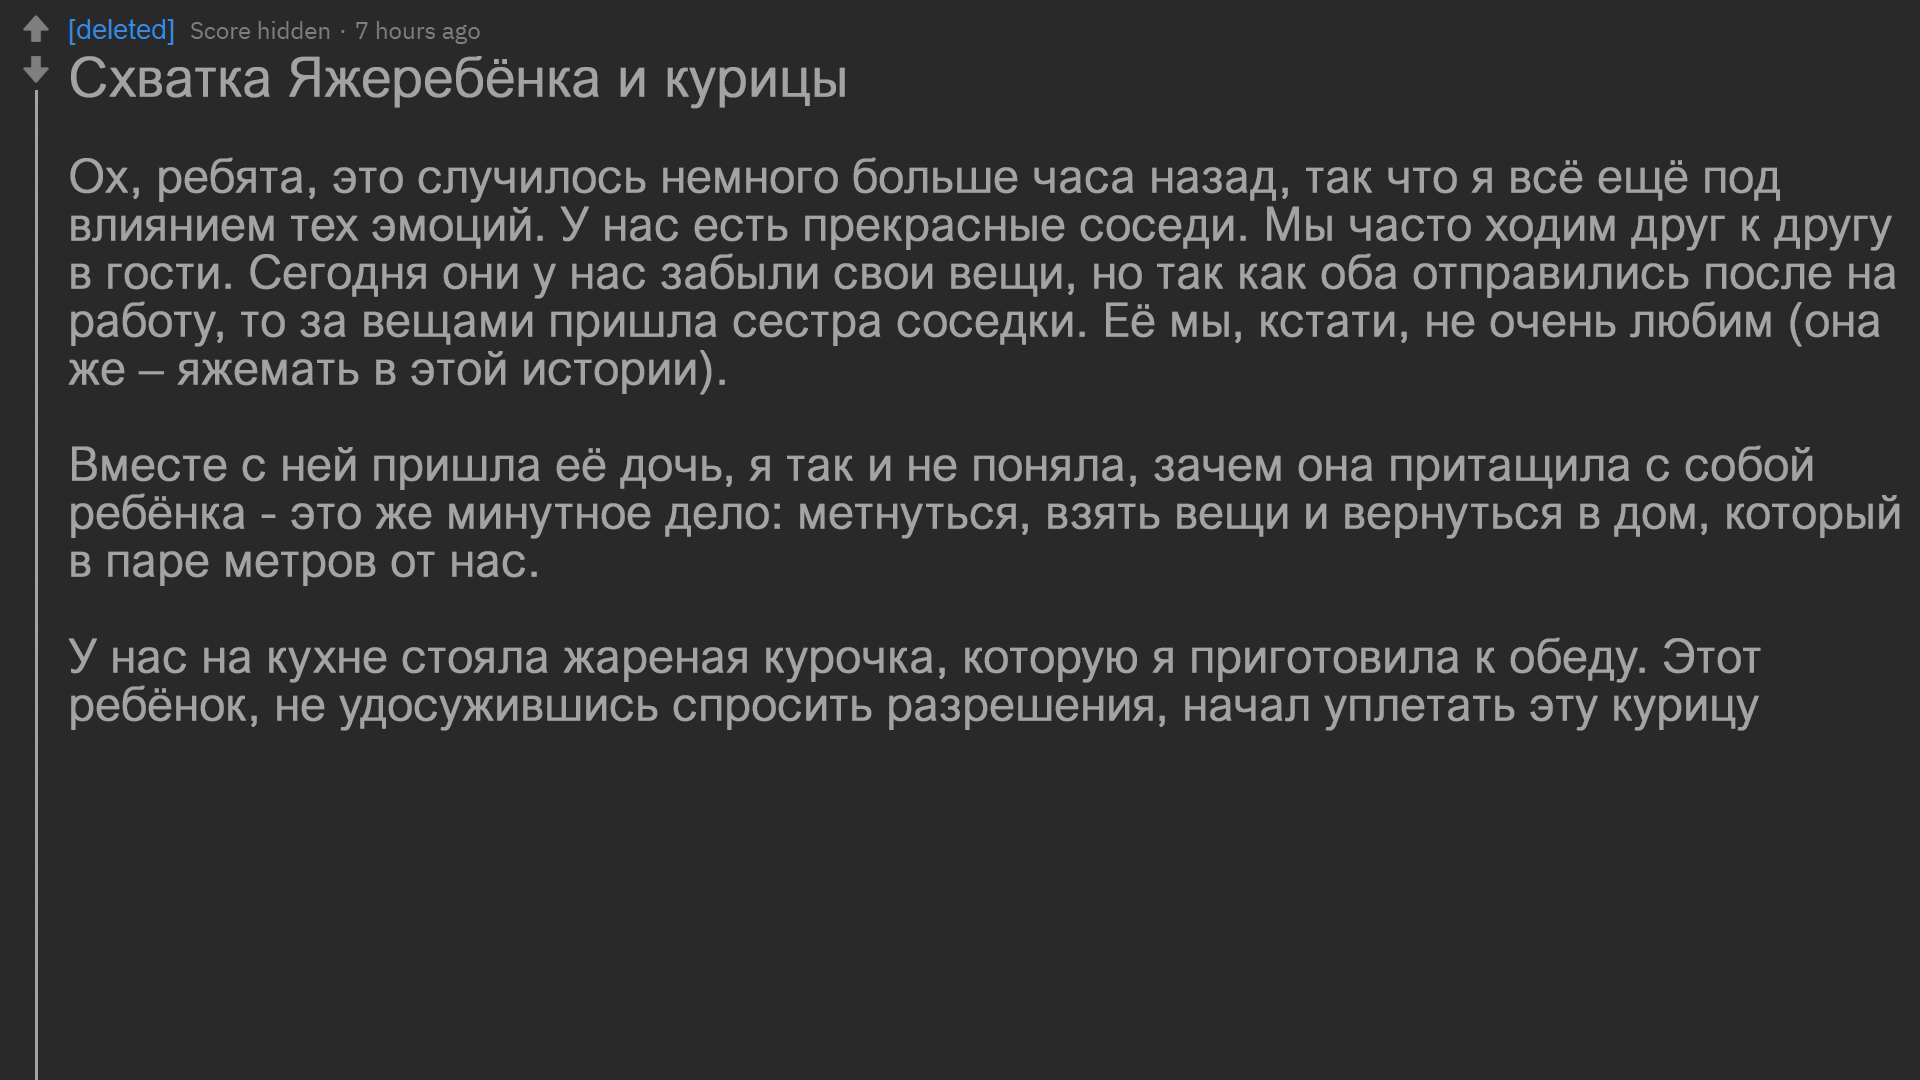 [deleted] Score hidden · 7 hours ago
Схватка Яжеребёнка и курицы
Ох, ребята, это случилось немного больше часа назад, так что я всё ещё под
влиянием тех эмоций. У нас есть прекрасные соседи. Мы часто ходим друг к другу
в гости. Сегодня они у нас забыли свои вещи, но так как оба отправились после на
работу, то за вещами пришла сестра соседки. Её мы, кстати, не очень любим (она
же – яжемать в этой истории).
Вместе с ней пришла её дочь, я так и не поняла, зачем она притащила с собой
ребёнка - это же минутное дело: метнуться, взять вещи и вернуться в дом, который
в паре метров от нас.
У нас на кухне стояла жареная курочка, которую я приготовила к обеду. Этот
ребёнок, не удосужившись спросить разрешения, начал уплетать эту курицу